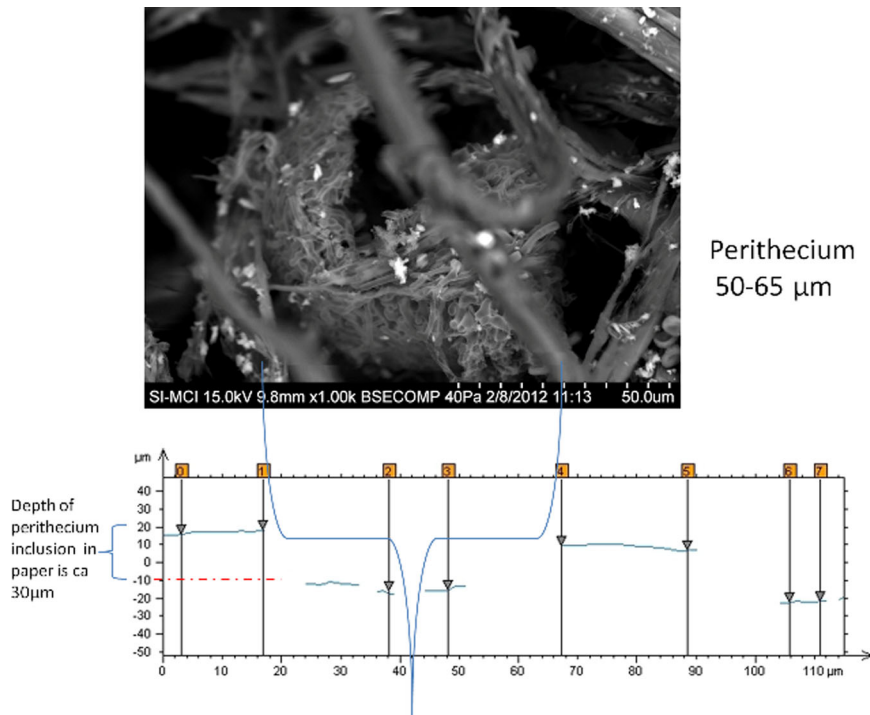 Perithecium
50-65 µm
SI-MCI 15.0kV 9.8mm x1.00k BSECOMP 40Pa 2/8/2012 11:13 50.0um
Depth of
perithecium
inclusion in
paper is ca
30µm
µm
0 1 2 3 4 5 6 7
40
30
20
10
0
-10
-20
-30
-40
-50
0 10 20 30 40 50 60 70 80 90 100 110 µm